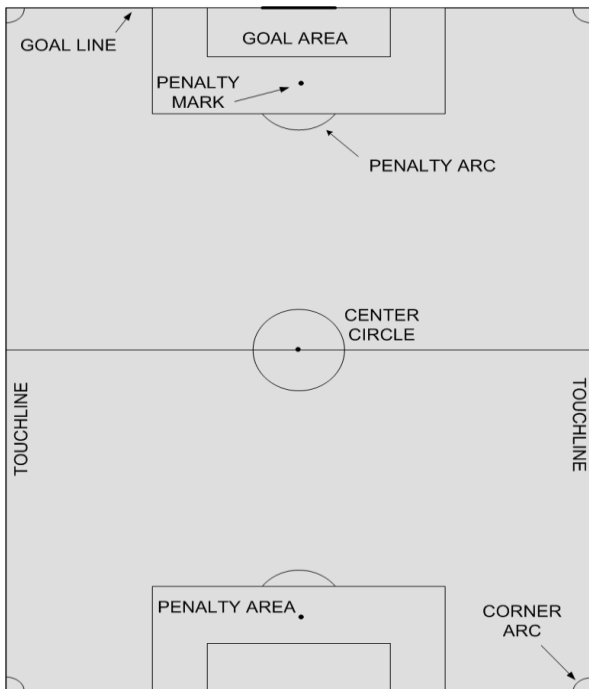 GOAL AREA
GOAL LINE
PENALTY
MARK
PENALTY ARC
CENTER
CIRCLE
TOUCHLINE
TOUCHLINE
PENALTY AREA
CORNER
ARC